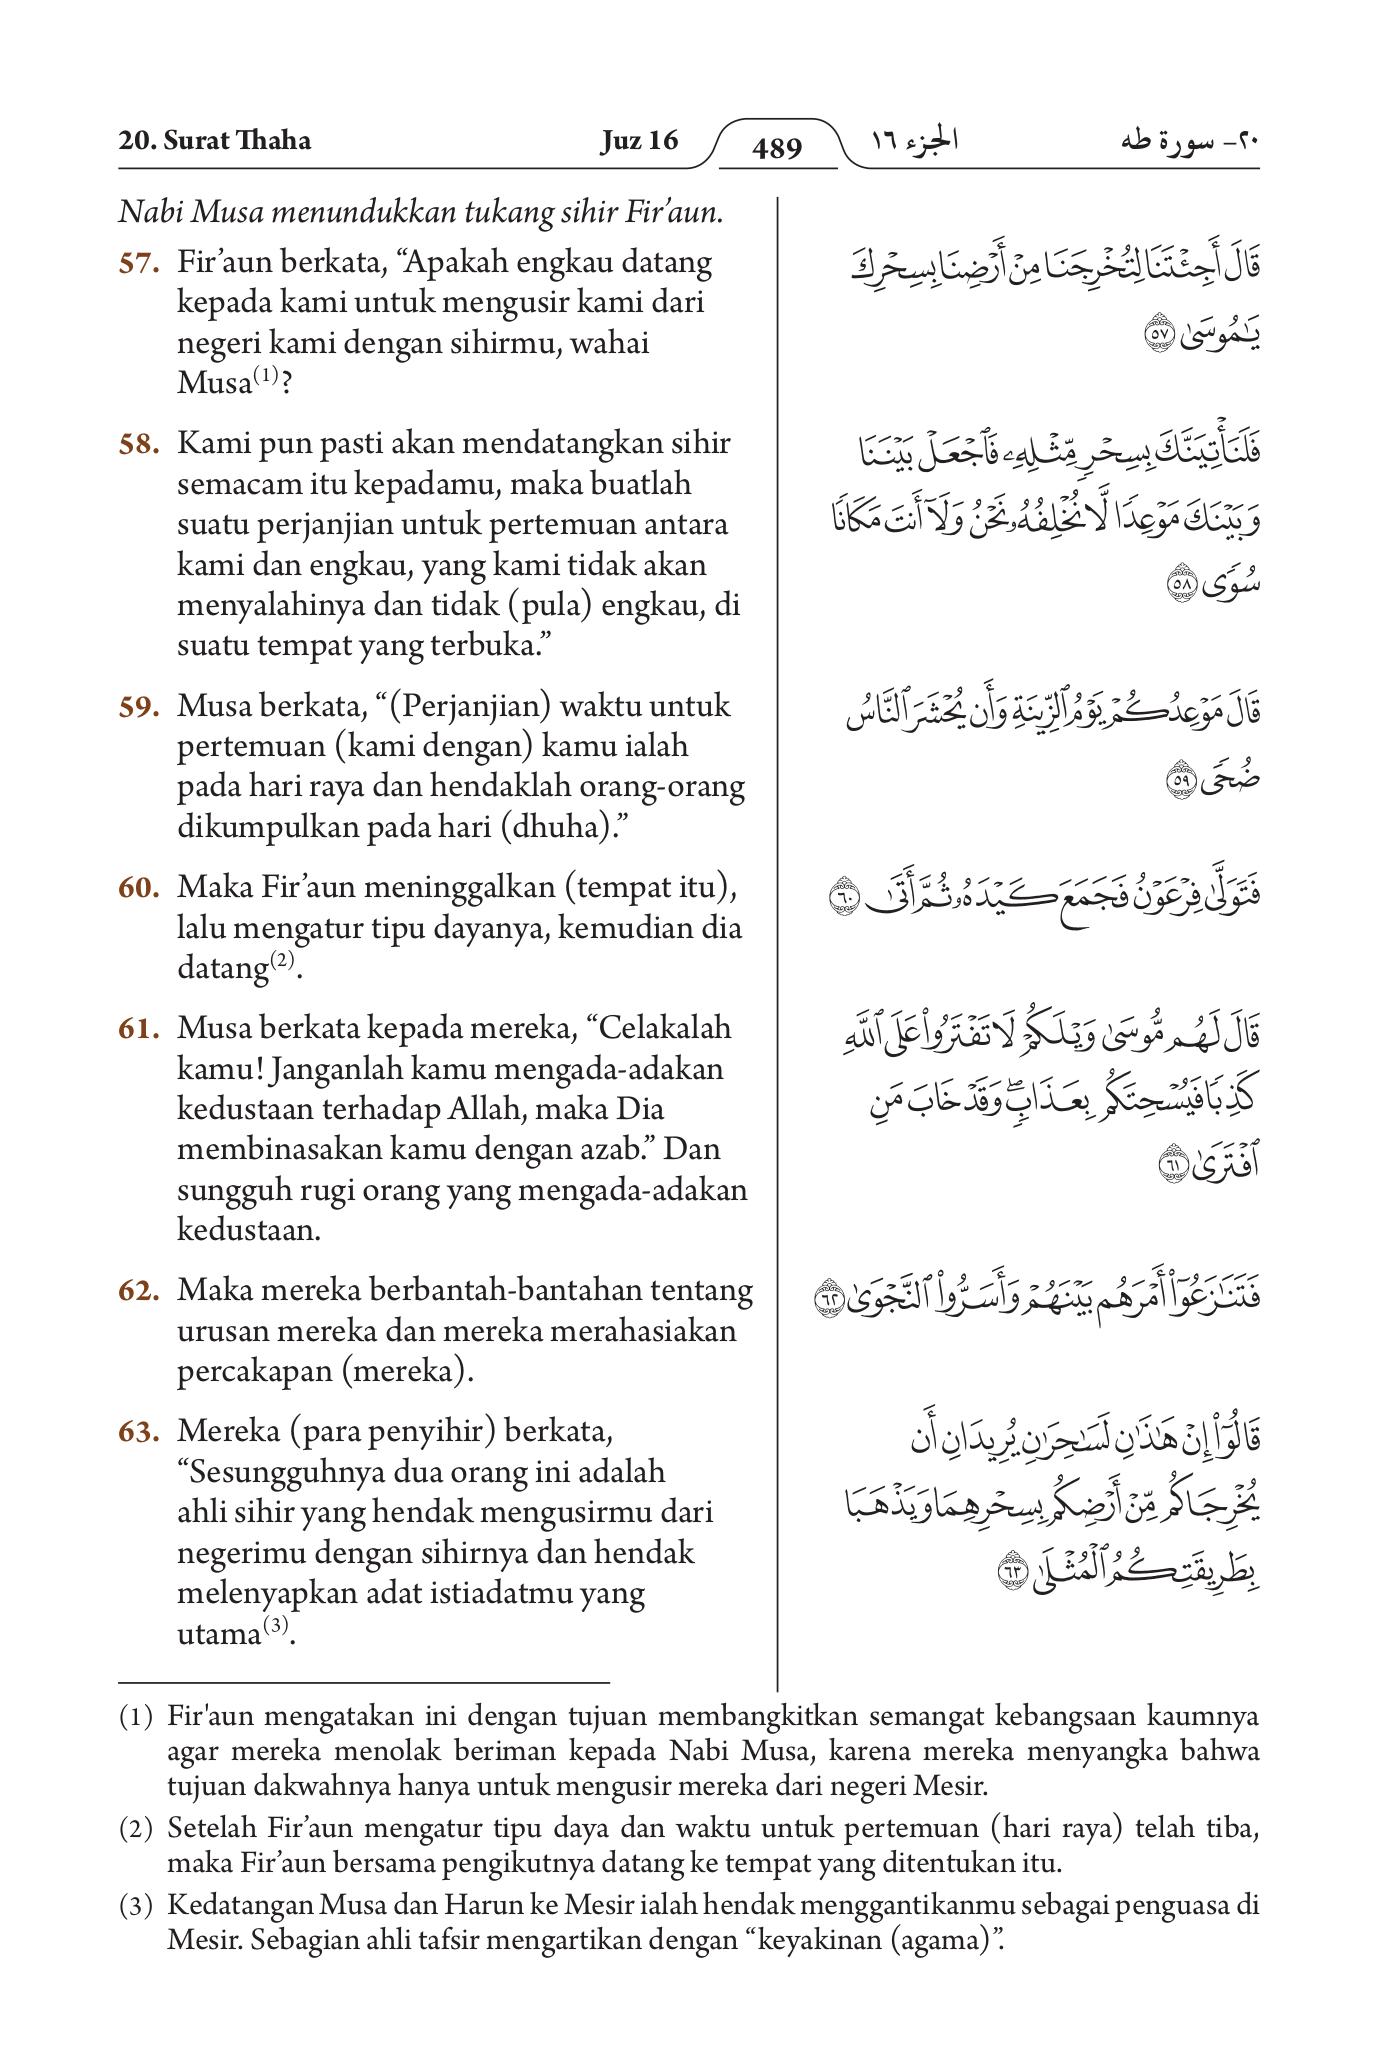 20. Surat Thaha Juz 16 489 الجزء ١٦ ٢٠- سورة طه
Nabi Musa menundukkan tukang sihir Fir’aun.
57. Fir’aun berkata, “Apakah engkau datang
kepada kami untuk mengusir kami dari
negeri kami dengan sihirmu, wahai
Musa(1)?
58. Kami pun pasti akan mendatangkan sihir
semacam itu kepadamu, maka buatlah
suatu perjanjian untuk pertemuan antara
kami dan engkau, yang kami tidak akan
menyalahinya dan tidak (pula) engkau, di
suatu tempat yang terbuka.”
59. Musa berkata, “(Perjanjian) waktu untuk
pertemuan (kami dengan) kamu ialah
pada hari raya dan hendaklah orang-orang
dikumpulkan pada hari (dhuha).”
60. Maka Fir’aun meninggalkan (tempat itu),
lalu mengatur tipu dayanya, kemudian dia
datang(2).
61. Musa berkata kepada mereka, “Celakalah
kamu! Janganlah kamu mengada-adakan
kedustaan terhadap Allah, maka Dia
membinasakan kamu dengan azab.” Dan
sungguh rugi orang yang mengada-adakan
kedustaan.
62. Maka mereka berbantah-bantahan tentang
urusan mereka dan mereka merahasiakan
percakapan (mereka).
63. Mereka (para penyihir) berkata,
“Sesungguhnya dua orang ini adalah
ahli sihir yang hendak mengusirmu dari
negerimu dengan sihirnya dan hendak
melenyapkan adat istiadatmu yang
utama(3).
قَالَ أَجِئْتَنَا لِتُخْرِجَنَا مِنْ أَرْضِنَا بِسِحْرِكَ
يَٰمُوسَىٰ ٥٧
فَلَنَأْتِيَنَّكَ بِسِحْرٍ مِّثْلِهِۦ فَٱجْعَلْ بَيْنَنَا
وَبَيْنَكَ مَوْعِدًا لَّا نُخْلِفُهُۥ نَحْنُ وَلَآ أَنتَ مَكَانًا
سُوًى ٥٨
قَالَ مَوْعِدُكُمْ يَوْمُ ٱلزِّينَةِ وَأَن يُحْشَرَ ٱلنَّاسُ
ضُحًى ٥٩
فَتَوَلَّىٰ فِرْعَوْنُ فَجَمَعَ كَيْدَهُۥ ثُمَّ أَتَىٰ ٦٠
قَالَ لَهُم مُّوسَىٰ وَيْلَكُمْ لَا تَفْتَرُوا۟ عَلَى ٱللَّهِ
كَذِبًا فَيُسْحِتَكُم بِعَذَابٍ ۖ وَقَدْ خَابَ مَنِ
ٱفْتَرَىٰ ٦١
فَتَنَٰزَعُوٓا۟ أَمْرَهُم بَيْنَهُمْ وَأَسَرُّوا۟ ٱلنَّجْوَىٰ ٦٢
قَالُوٓا۟ إِنْ هَٰذَٰنِ لَسَٰحِرَٰنِ يُرِيدَانِ أَن
يُخْرِجَاكُم مِّنْ أَرْضِكُم بِسِحْرِهِمَا وَيَذْهَبَا
بِطَرِيقَتِكُمُ ٱلْمُثْلَىٰ ٦٣
(1) Fir'aun mengatakan ini dengan tujuan membangkitkan semangat kebangsaan kaumnya
agar mereka menolak beriman kepada Nabi Musa, karena mereka menyangka bahwa
tujuan dakwahnya hanya untuk mengusir mereka dari negeri Mesir.
(2) Setelah Fir’aun mengatur tipu daya dan waktu untuk pertemuan (hari raya) telah tiba,
maka Fir’aun bersama pengikutnya datang ke tempat yang ditentukan itu.
(3) Kedatangan Musa dan Harun ke Mesir ialah hendak menggantikanmu sebagai penguasa di
Mesir. Sebagian ahli tafsir mengartikan dengan “keyakinan (agama)”.